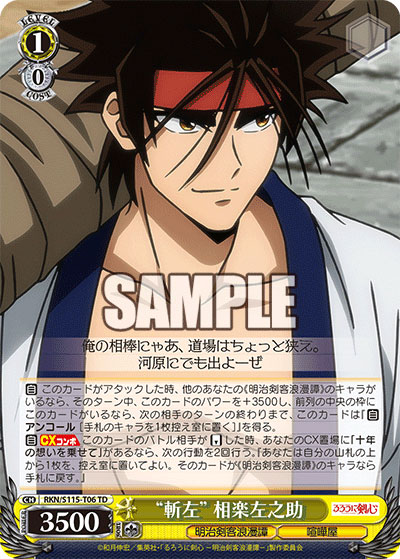 LEVEL
1
0
COST
SAMPLE
俺の相棒にゃあ、道場はちょっと狭え。
河原にでも出よーぜ
自 このカードがアタックした時、他のあなたの《明治剣客浪漫譚》のキャラが
いるなら、そのターン中、このカードのパワーを+3500し、前列の中央の枠に
このカードがいるなら、次の相手のターンの終わりまで、このカードは『自
アンコール [手札のキャラを1枚控え室に置く]』を得る。
自 CXコンボ このカードのバトル相手が した時、あなたのCX置場に「十年
の想いを乗せて」があるなら、次の行動を2回行う。『あなたは自分の山札の上
から1枚を、控え室に置いてよい。そのカードが《明治剣客浪漫譚》のキャラなら
手札に戻す。』
CH RKN/S115-T06 TD
3500
“斬左” 相楽左之助
明治剣客浪漫譚
喧嘩屋
るろうに剣心
©和月伸宏/集英社・「るろうに剣心 -明治剣客浪漫譚-」製作委員会